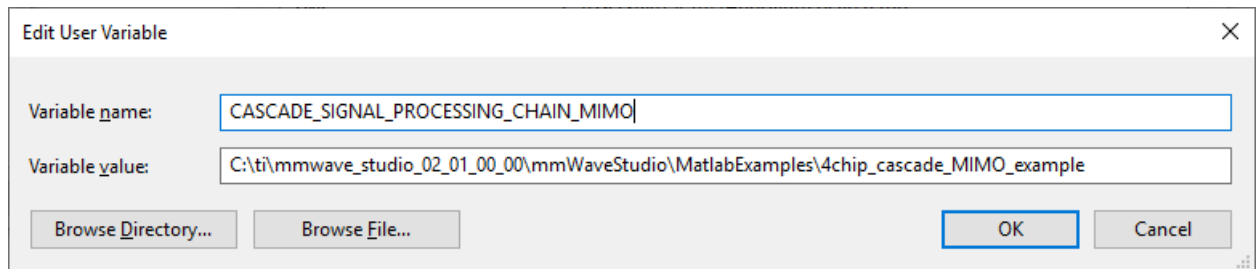 Edit User Variable
Variable name: CASCADE_SIGNAL_PROCESSING_CHAIN_MIMO
Variable value: C:\ti\mmwave_studio_02_01_00_00\mmWaveStudio\MatlabExamples\4chip_cascade_MIMO_example
Browse Directory... Browse File... OK Cancel